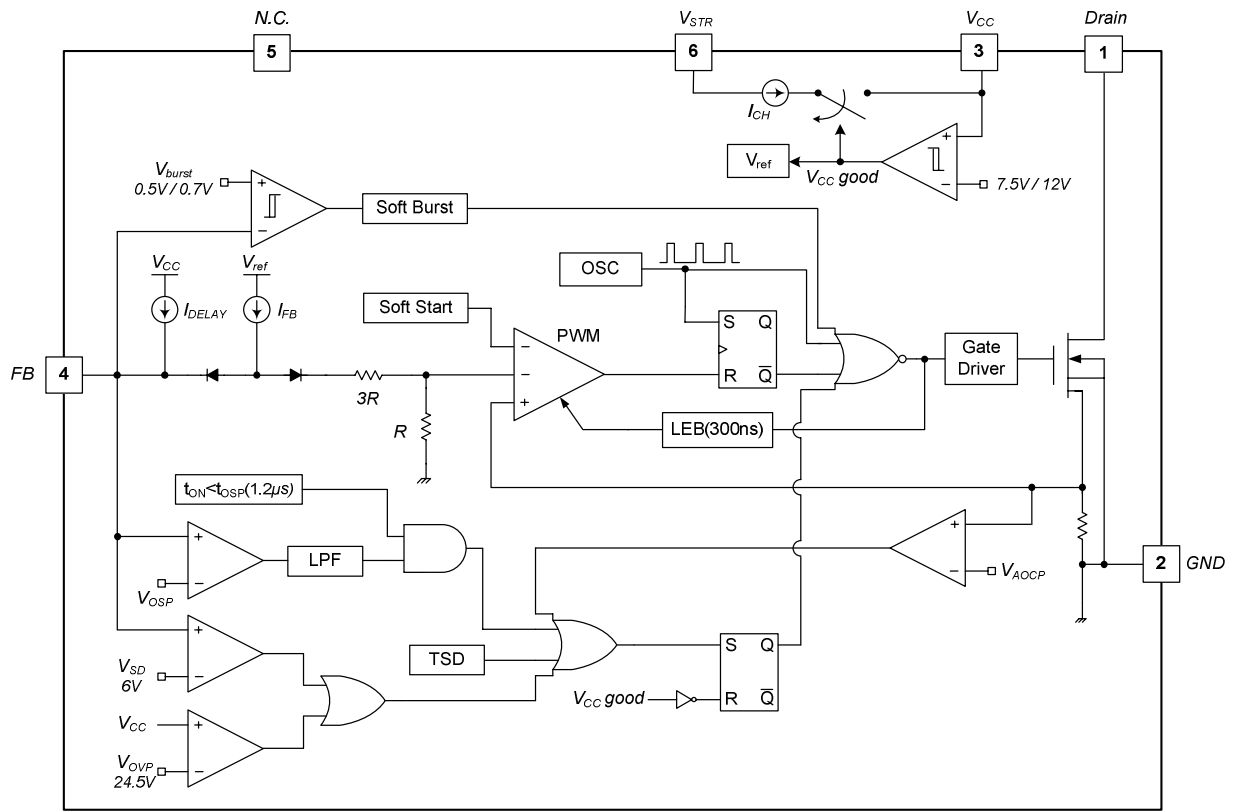 N.C.
V_STR
V_CC
Drain
5
6
3
1
I_CH
V_ref
V_CC good
+
−
7.5V / 12V
V_burst
0.5V / 0.7V
+
−
Soft Burst
OSC
V_CC
V_ref
I_DELAY
I_FB
Soft Start
PWM
−
−
+
S Q
R Q̅
Gate
Driver
FB
4
3R
R
LEB(300ns)
t_ON<t_OSP(1.2μs)
+
−
V_OSP
LPF
+
−
V_AOCP
2
GND
+
−
V_SD
6V
TSD
S Q
R Q̅
V_CC good
V_CC
+
−
V_OVP
24.5V